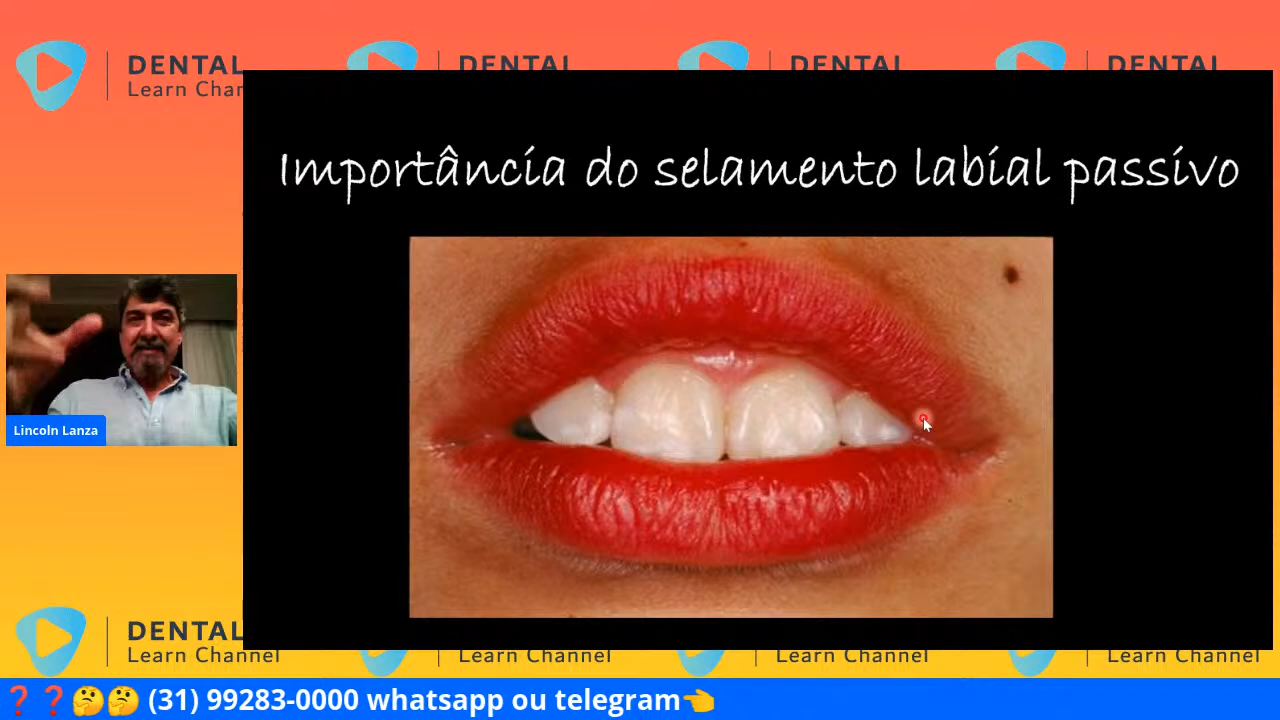 DENTAL
Learn Chan
DENTAL
DENTAL
DENTAL
Importância do selamento labial passivo
Lincoln Lanza
DENTAL
Learn Channel
Learn Channel
Learn Channel
Learn Channel
❓❓🤔🤔 (31) 99283-0000 whatsapp ou telegram👈